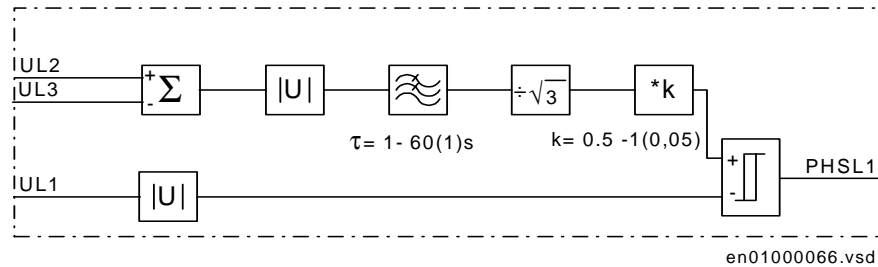 UL2
UL3
+
-
Σ
|U|
÷√3
*k
τ= 1- 60(1)s
k= 0.5 -1(0,05)
+
-
PHSL1
UL1
|U|
en01000066.vsd